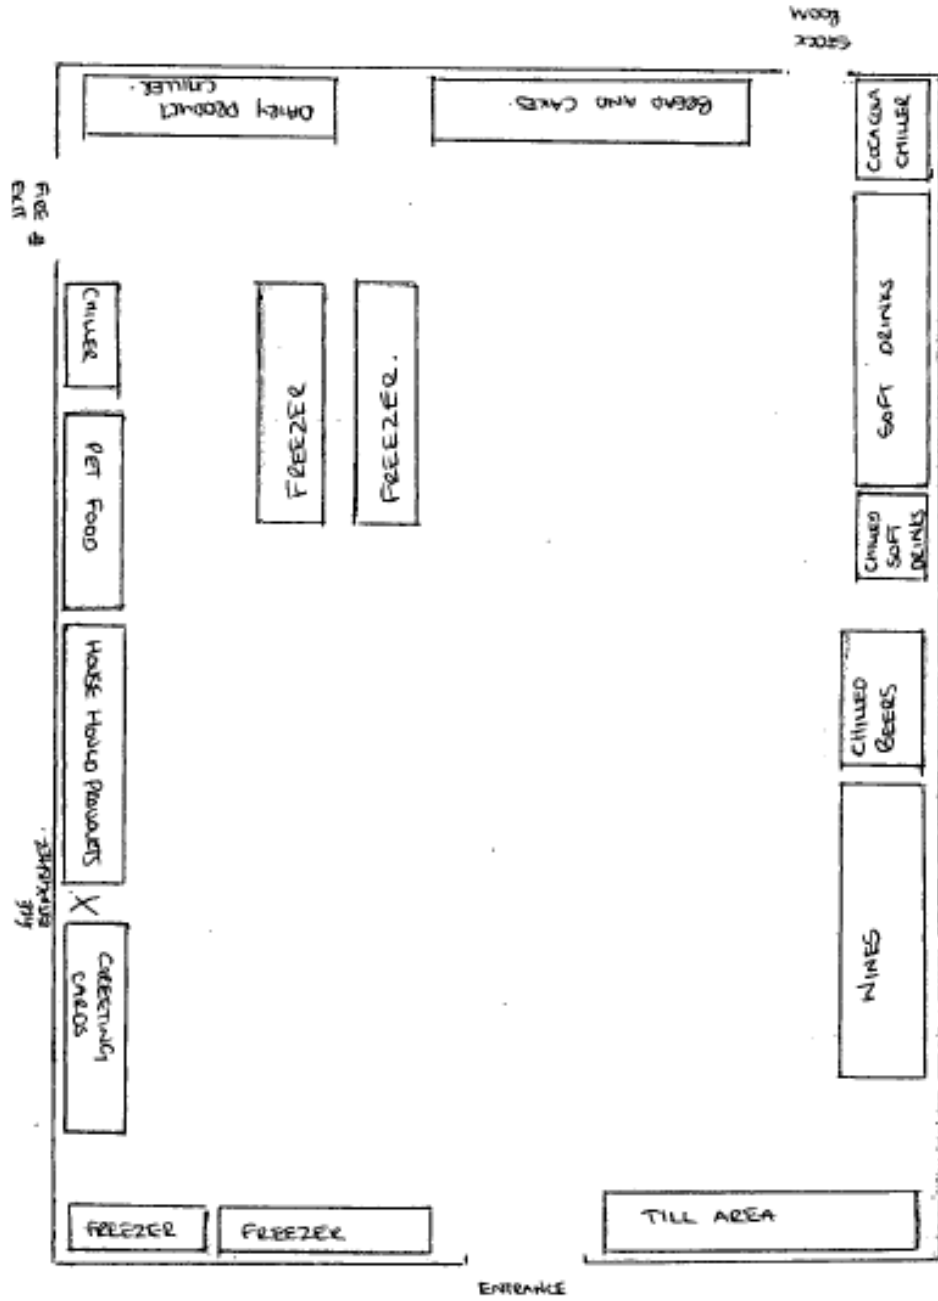 STOCK
ROOM
DAIRY PRODUCT
CHILLER.
BREAD AND CAKES.
COCACOLA
CHILLER
FIRE
EXIT
CHILLER
FREEZER
FREEZER.
SOFT DRINKS
PET FOOD
CHILLED
SOFT
DRINKS
HOUSE HOULD PRODUCTS
CHILLED
BEERS
FIRE
EXTINGUISHER.
X
GREETING
CARDS
WINES
FREEZER
FREEZER
TILL AREA
ENTRANCE